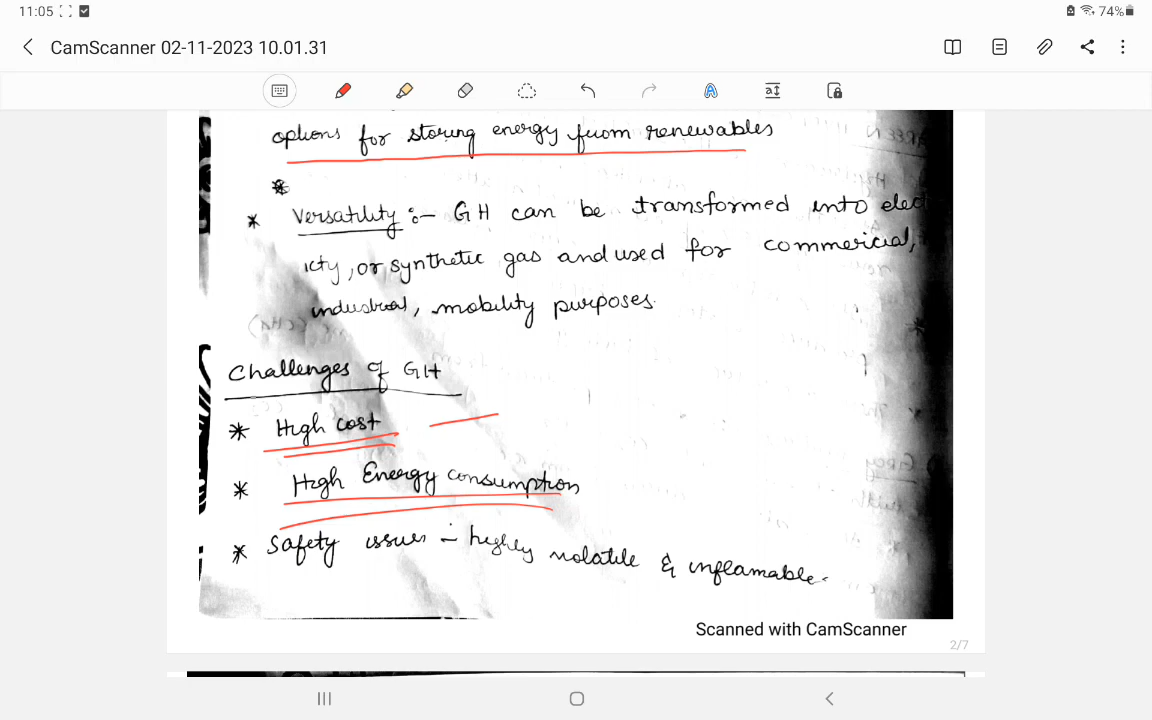 11:05
74%
CamScanner 02-11-2023 10.01.31
options for storing energy from renewables
* Versatility :- GH can be transformed into elec
icty, or synthetic gas and used for commericial,
industrial, mobility purposes.
Challenges of GH
* High cost
* High Energy consumption
* Safety issues - highly volatile & inflamable.
Scanned with CamScanner
2/7